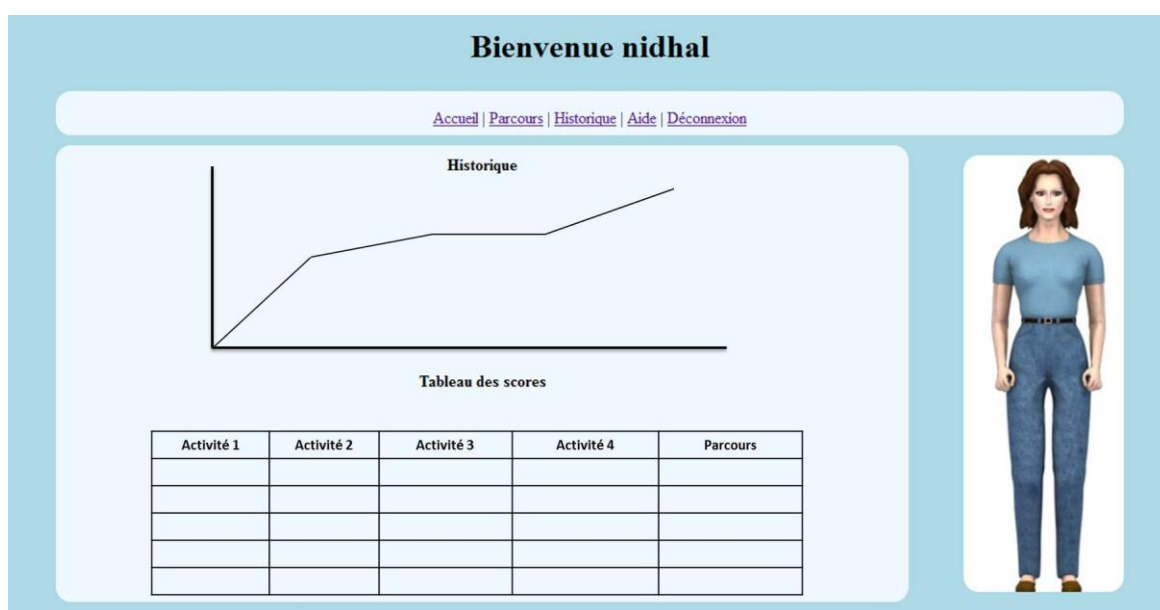 Bienvenue nidhal
Accueil | Parcours | Historique | Aide | Déconnexion
Historique
Tableau des scores
Activité 1 Activité 2 Activité 3 Activité 4 Parcours